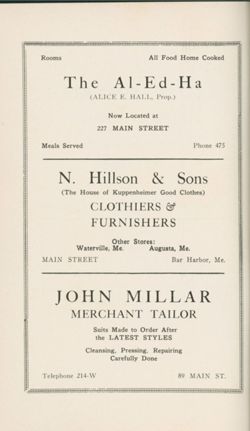 Rooms All Food Home Cooked
The Al-Ed-Ha
(ALICE E. HALL, Prop.)
Now Located at
227 MAIN STREET
Meals Served Phone 475
N. Hillson & Sons
(The House of Kuppenheimer Good Clothes)
CLOTHIERS &
FURNISHERS
Other Stores:
Waterville, Me. Augusta, Me.
MAIN STREET Bar Harbor, Me.
JOHN MILLAR
MERCHANT TAILOR
Suits Made to Order After
the LATEST STYLES
Cleansing, Pressing, Repairing
Carefully Done
Telephone 214-W 89 MAIN ST.